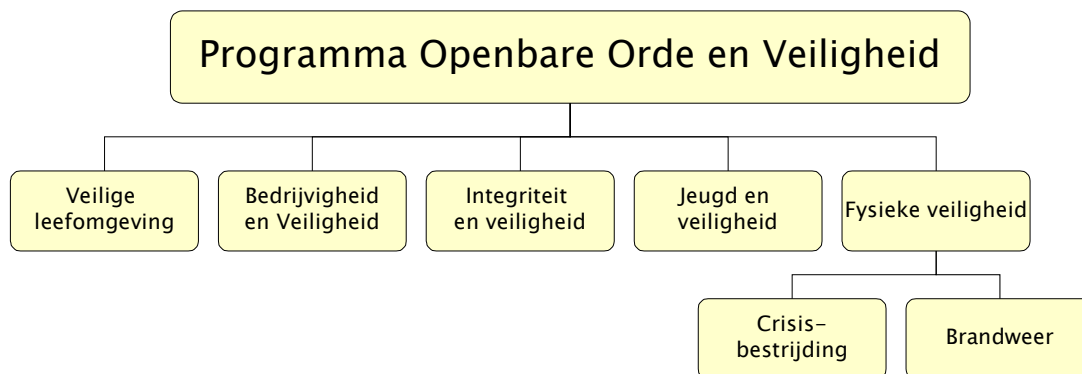 Programma Openbare Orde en Veiligheid
Veilige
leefomgeving
Bedrijvigheid
en Veiligheid
Integriteit
en veiligheid
Jeugd en
veiligheid
Fysieke veiligheid
Crisis-
bestrijding
Brandweer